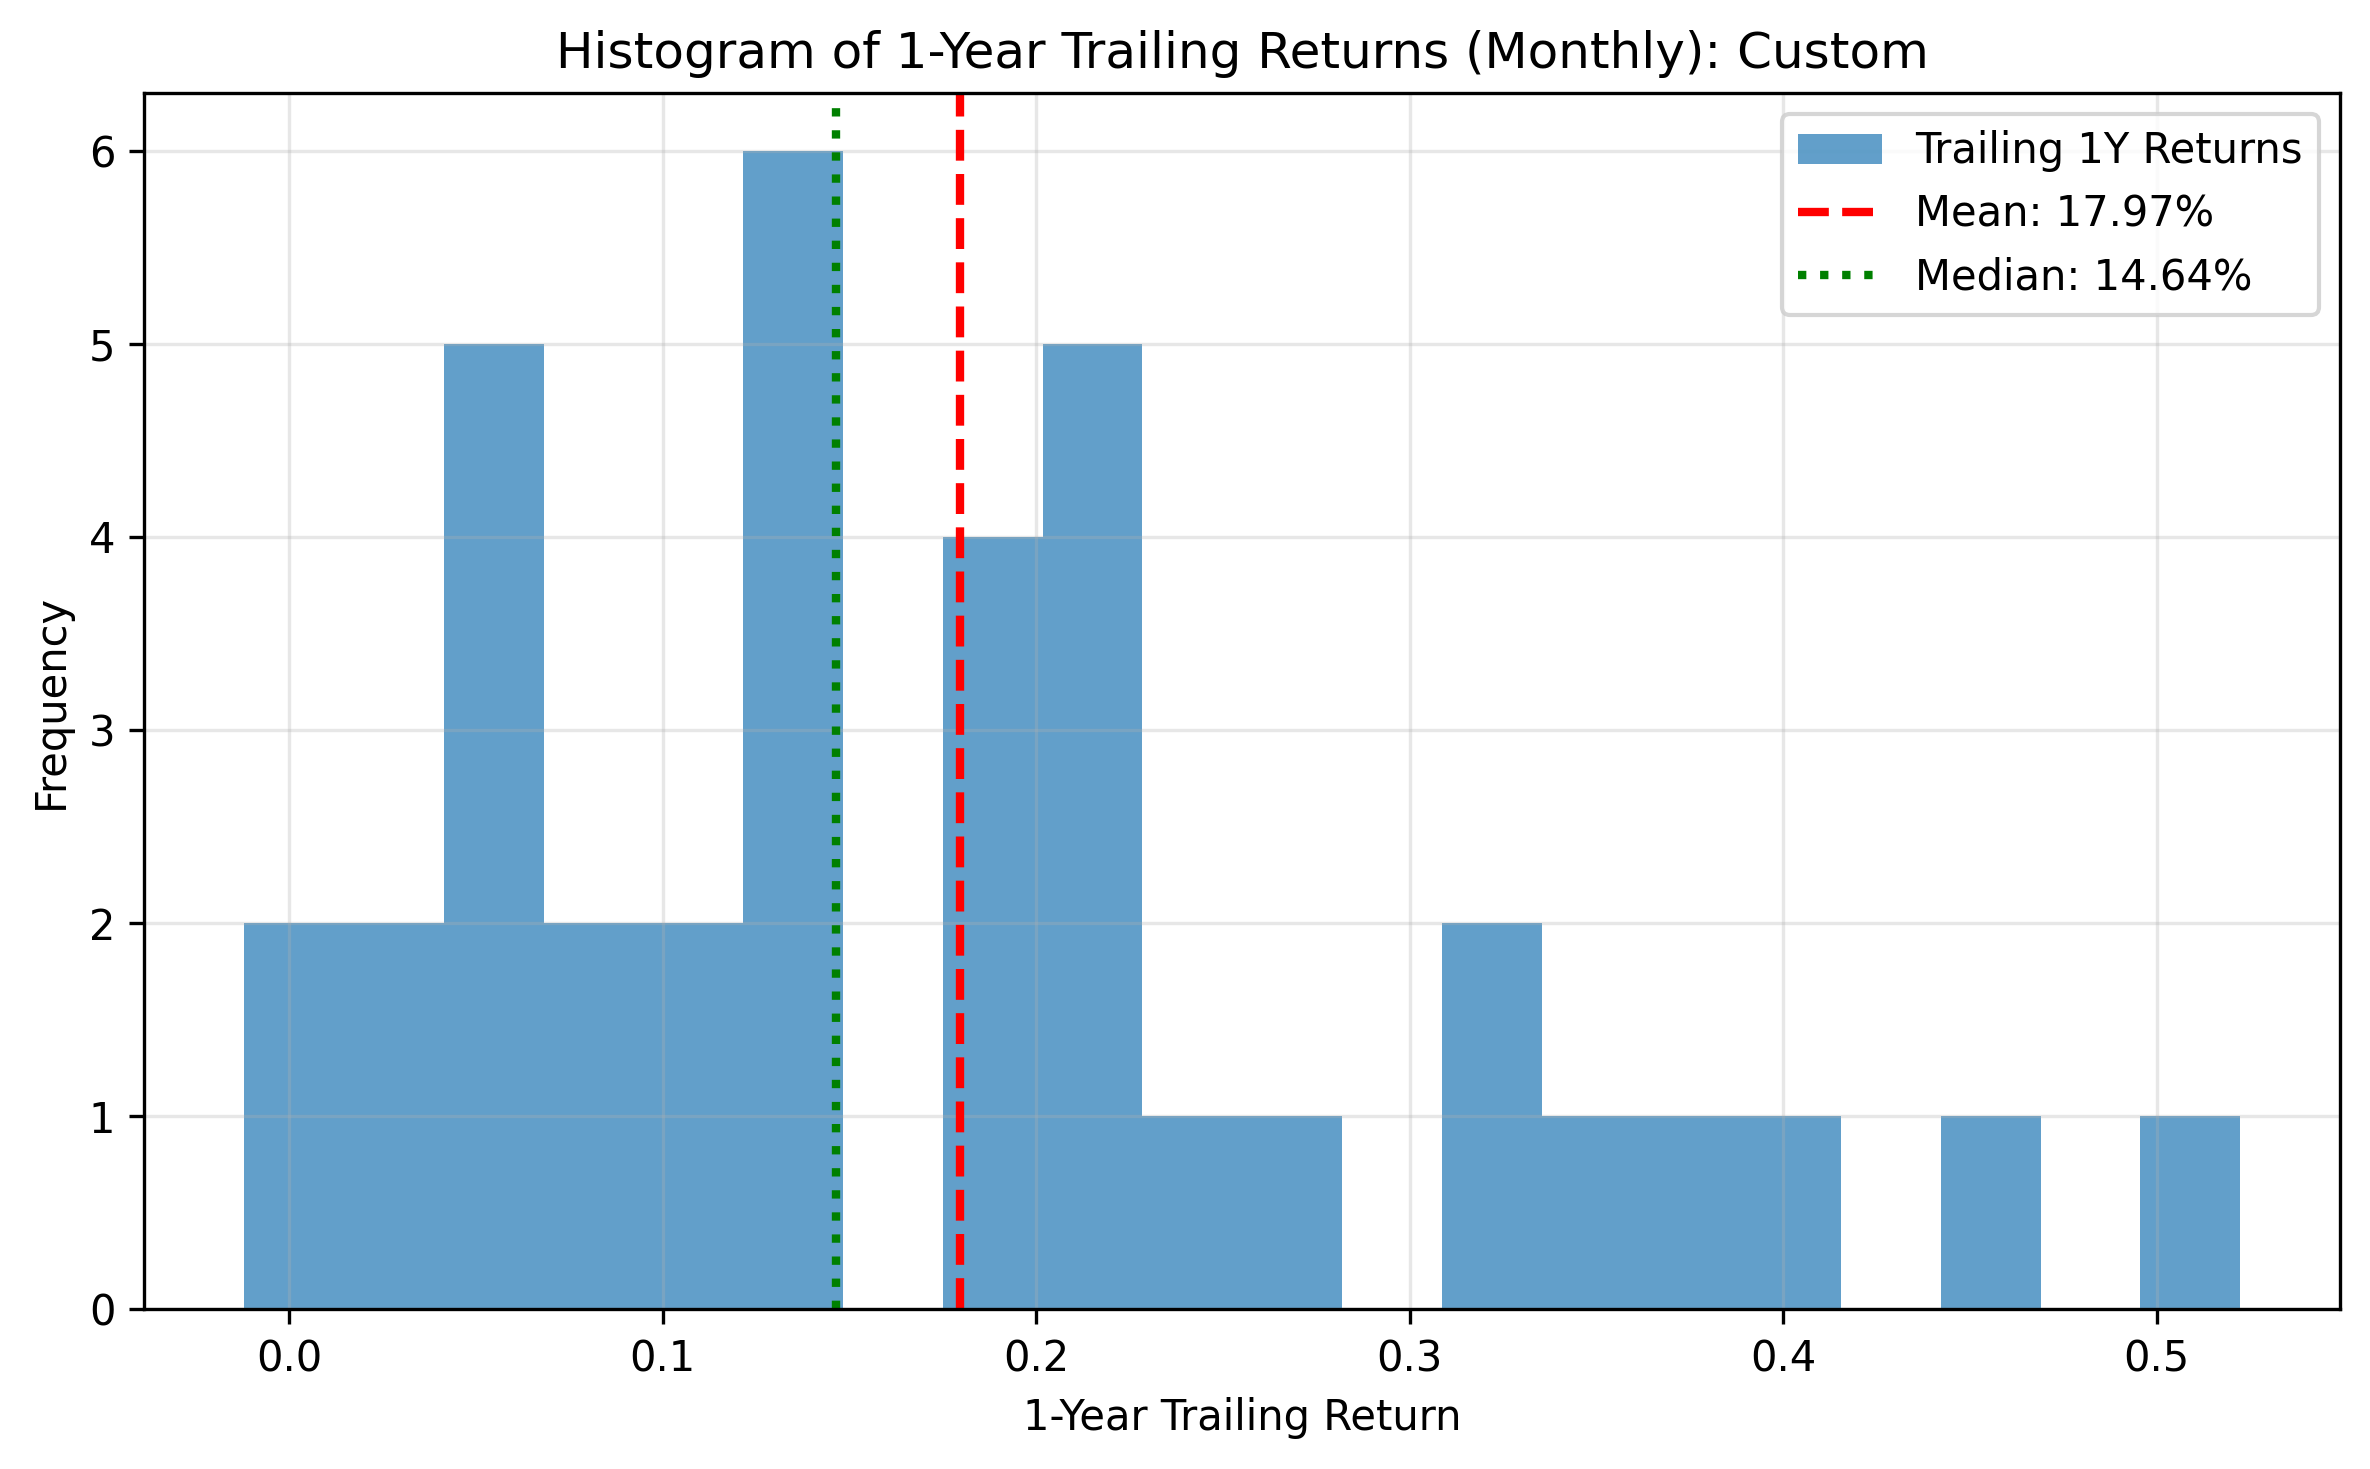 Histogram of 1-Year Trailing Returns (Monthly): Custom
Trailing 1Y Returns
Mean: 17.97%
Median: 14.64%
6
5
4
3
2
1
0
Frequency
0.0 0.1 0.2 0.3 0.4 0.5
1-Year Trailing Return